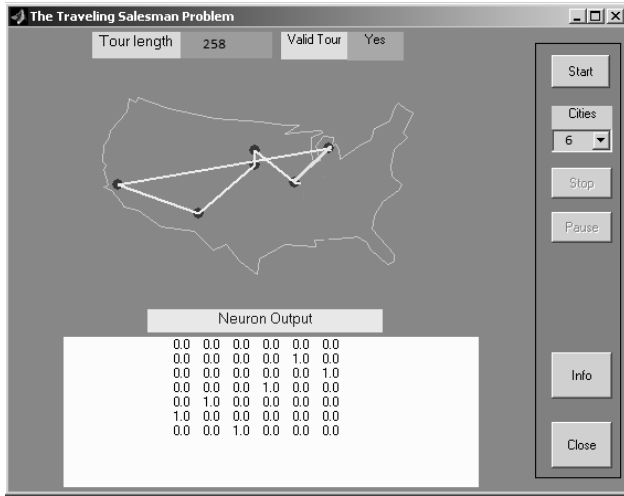 The Traveling Salesman Problem
Tour length 258 Valid Tour Yes
Start
Cities
6
Stop
Pause
Neuron Output
0.0 0.0 0.0 0.0 0.0 0.0
0.0 0.0 0.0 0.0 1.0 0.0
0.0 0.0 0.0 0.0 0.0 1.0
0.0 0.0 0.0 1.0 0.0 0.0
0.0 1.0 0.0 0.0 0.0 0.0
1.0 0.0 0.0 0.0 0.0 0.0
0.0 0.0 1.0 0.0 0.0 0.0
Info
Close